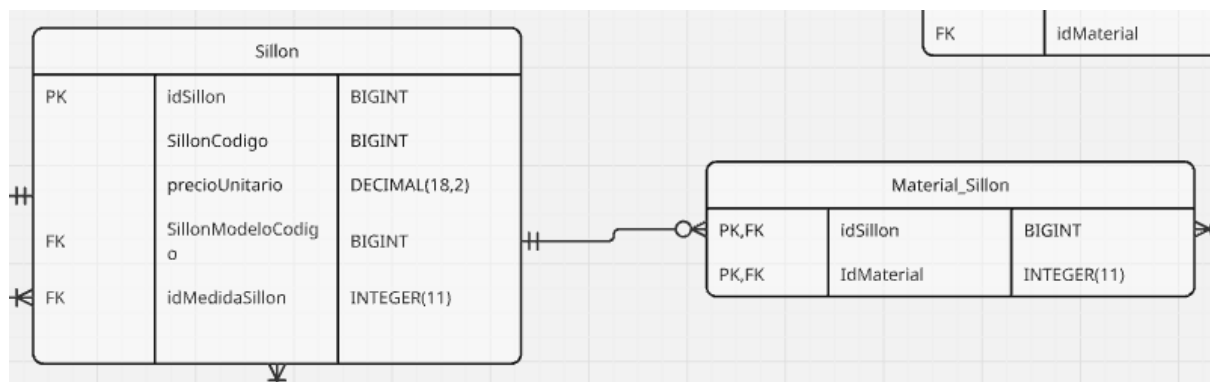 FK idMaterial
Sillon
PK idSillon BIGINT
SillonCodigo BIGINT
precioUnitario DECIMAL(18,2)
FK SillonModeloCodig
o BIGINT
FK idMedidaSillon INTEGER(11)
Material_Sillon
PK,FK idSillon BIGINT
PK,FK IdMaterial INTEGER(11)